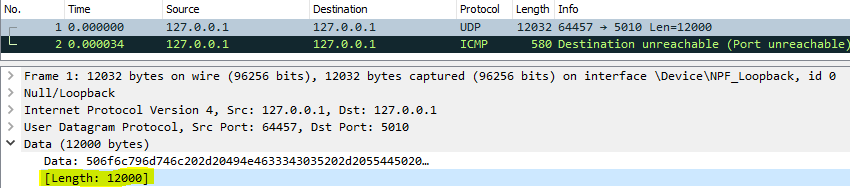 No. Time Source Destination Protocol Length Info
1 0.000000 127.0.0.1 127.0.0.1 UDP 12032 64457 → 5010 Len=12000
2 0.000034 127.0.0.1 127.0.0.1 ICMP 580 Destination unreachable (Port unreachable)
Frame 1: 12032 bytes on wire (96256 bits), 12032 bytes captured (96256 bits) on interface \Device\NPF_Loopback, id 0
Null/Loopback
Internet Protocol Version 4, Src: 127.0.0.1, Dst: 127.0.0.1
User Datagram Protocol, Src Port: 64457, Dst Port: 5010
Data (12000 bytes)
Data: 506f6c796d746c202d20494e4633343035202d2055445020…
[Length: 12000]